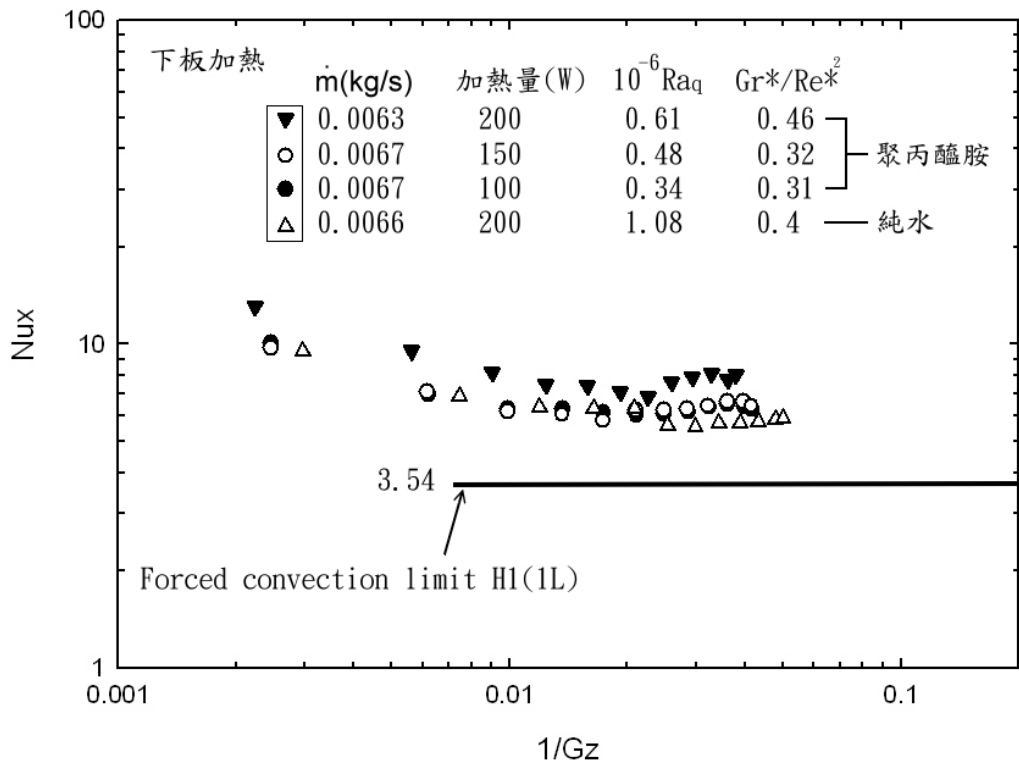 100
下板加熱
ṁ(kg/s) 加熱量(W) 10⁻⁶Raq Gr*/Re*²
▼ 0.0063 200 0.61 0.46
○ 0.0067 150 0.48 0.32 聚丙醯胺
● 0.0067 100 0.34 0.31
△ 0.0066 200 1.08 0.4 純水
Nux
10
3.54
Forced convection limit H1(1L)
1
0.001 0.01 0.1
1/Gz